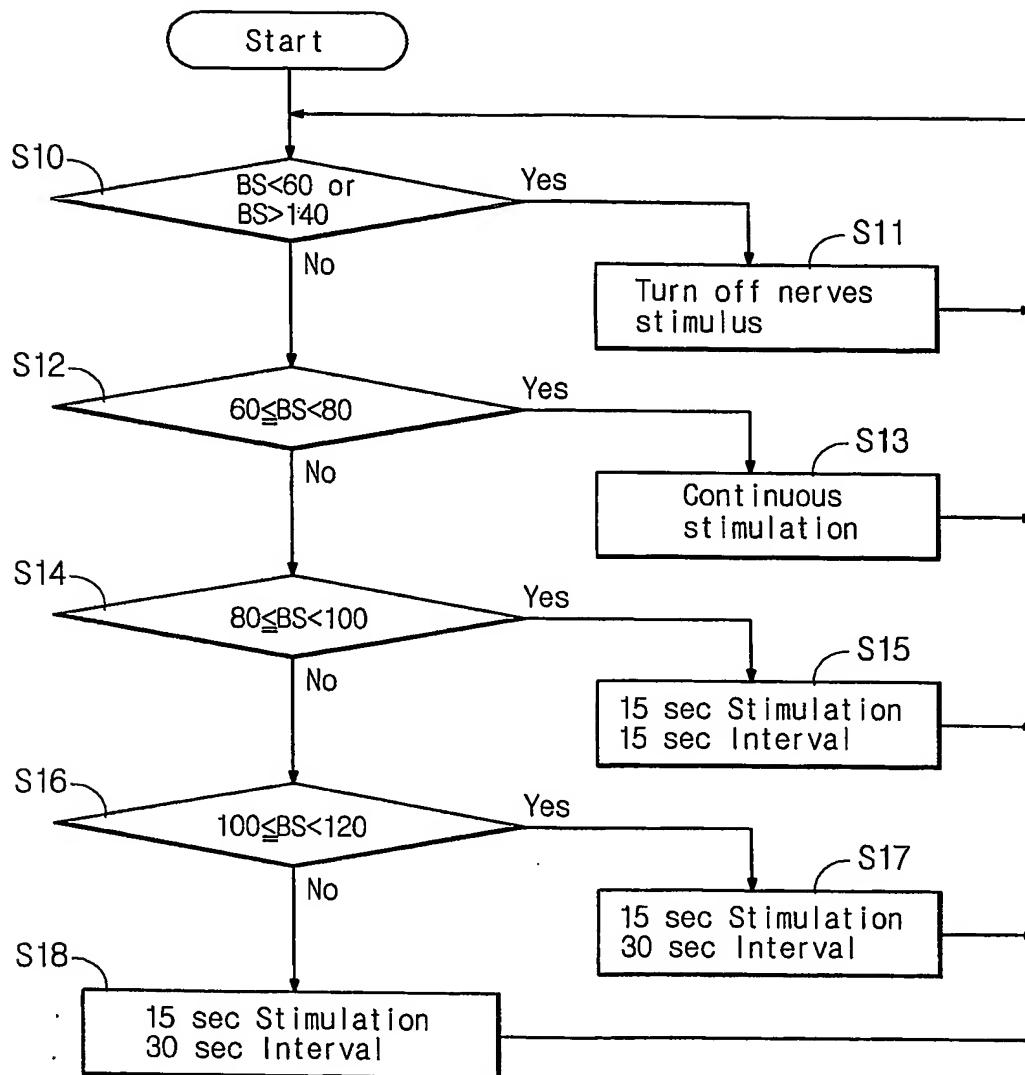 Start
S10
BS<60 or
BS>140
Yes
No
S11
Turn off nerves
stimulus
S12
60≦BS<80
Yes
No
S13
Continuous
stimulation
S14
80≦BS<100
Yes
No
S15
15 sec Stimulation
15 sec Interval
S16
100≦BS<120
Yes
No
S17
15 sec Stimulation
30 sec Interval
S18
15 sec Stimulation
30 sec Interval